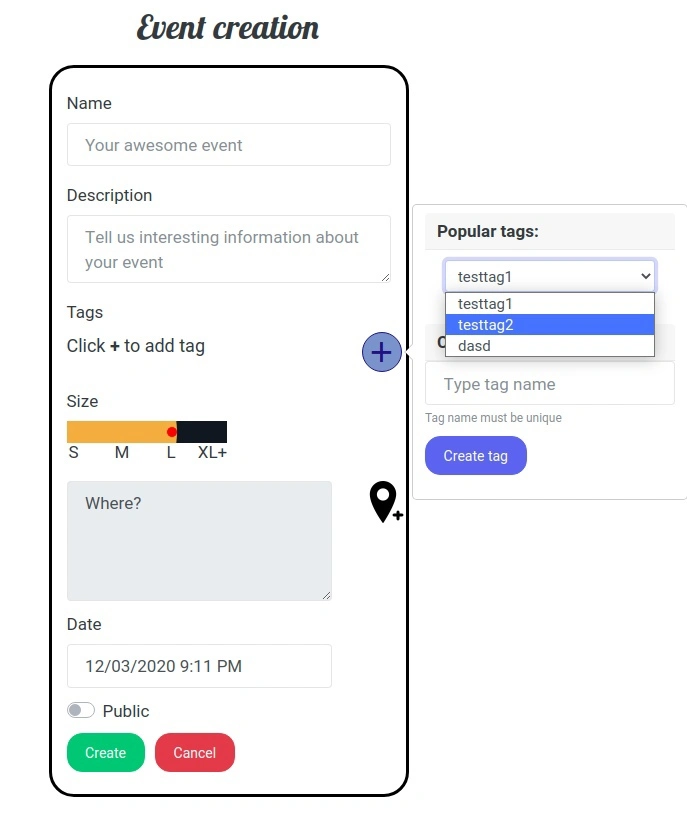 Event creation
Name
Your awesome event
Description
Tell us interesting information about
your event
Tags
Click + to add tag
Size
S M L XL+
Where?
Date
12/03/2020 9:11 PM
Public
Create Cancel
Popular tags:
testtag1
testtag1
testtag2
dasd
Type tag name
Tag name must be unique
Create tag